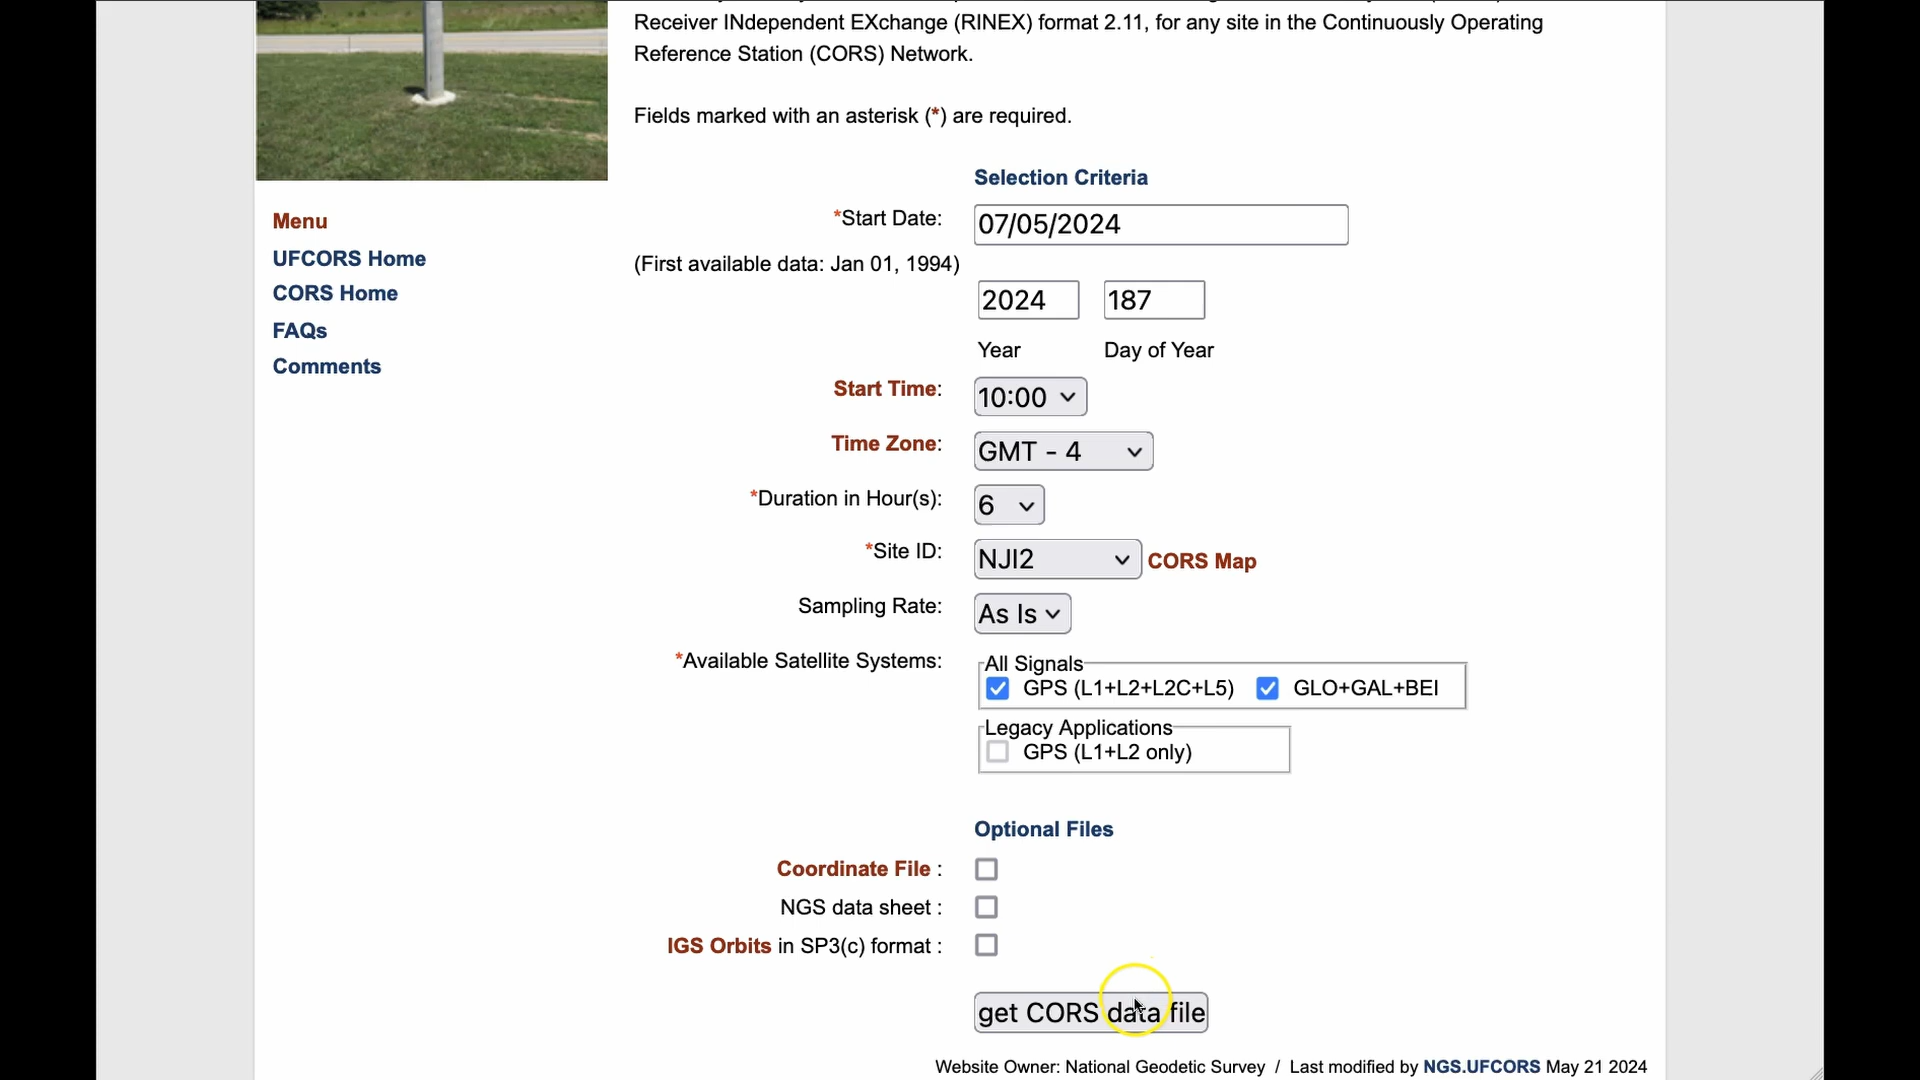 Receiver INdependent EXchange (RINEX) format 2.11, for any site in the Continuously Operating
Reference Station (CORS) Network.
Fields marked with an asterisk (*) are required.
Selection Criteria
*Start Date: 07/05/2024
(First available data: Jan 01, 1994)
2024 187
Year Day of Year
Start Time: 10:00
Time Zone: GMT - 4
*Duration in Hour(s): 6
*Site ID: NJI2 CORS Map
Sampling Rate: As Is
*Available Satellite Systems: All Signals
GPS (L1+L2+L2C+L5) GLO+GAL+BEI
Legacy Applications
GPS (L1+L2 only)
Optional Files
Coordinate File :
NGS data sheet :
IGS Orbits in SP3(c) format :
get CORS data file
Menu
UFCORS Home
CORS Home
FAQs
Comments
Website Owner: National Geodetic Survey / Last modified by NGS.UFCORS May 21 2024